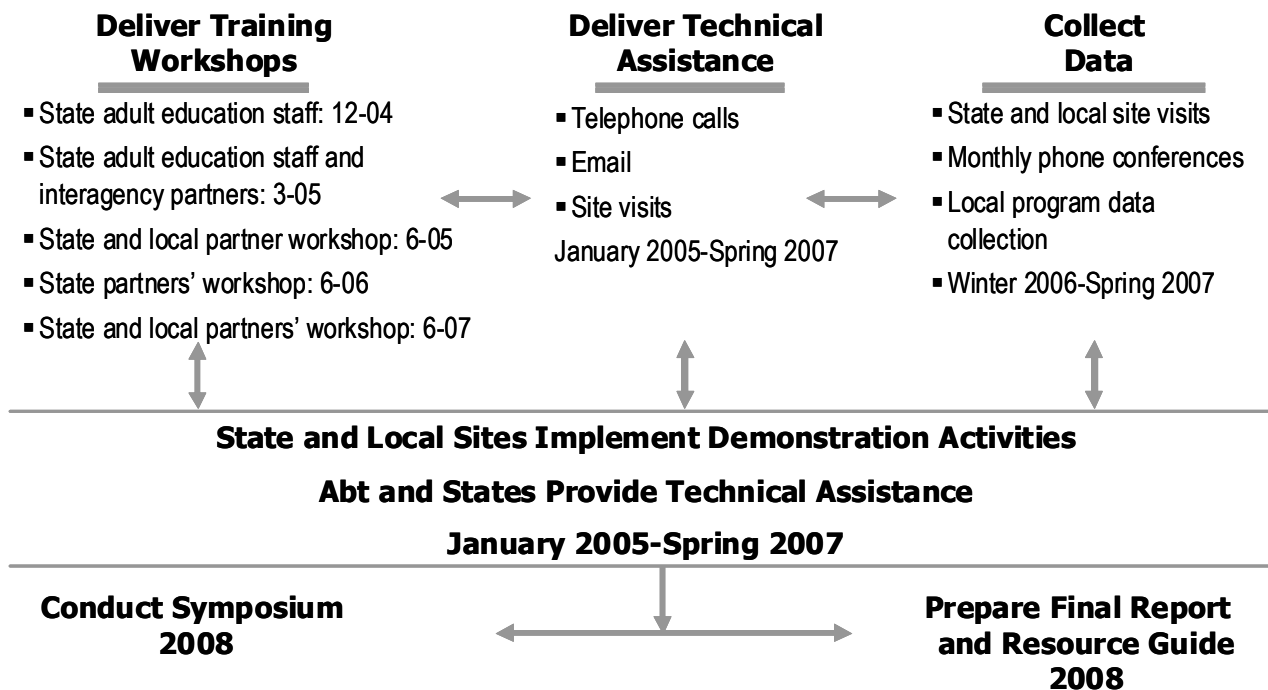 Deliver Training
Workshops
▪ State adult education staff: 12-04
▪ State adult education staff and
interagency partners: 3-05
▪ State and local partner workshop: 6-05
▪ State partners’ workshop: 6-06
▪ State and local partners’ workshop: 6-07
Deliver Technical
Assistance
▪ Telephone calls
▪ Email
▪ Site visits
January 2005-Spring 2007
Collect
Data
▪ State and local site visits
▪ Monthly phone conferences
▪ Local program data
collection
▪ Winter 2006-Spring 2007
State and Local Sites Implement Demonstration Activities
Abt and States Provide Technical Assistance
January 2005-Spring 2007
Conduct Symposium
2008
Prepare Final Report
and Resource Guide
2008